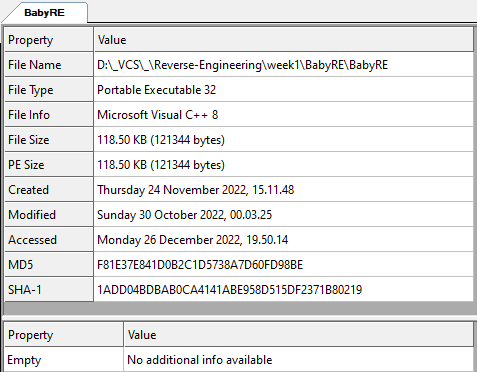 BabyRE
Property Value
File Name D:\_VCS\_\Reverse-Engineering\week1\BabyRE\BabyRE
File Type Portable Executable 32
File Info Microsoft Visual C++ 8
File Size 118.50 KB (121344 bytes)
PE Size 118.50 KB (121344 bytes)
Created Thursday 24 November 2022, 15.11.48
Modified Sunday 30 October 2022, 00.03.25
Accessed Monday 26 December 2022, 19.50.14
MD5 F81E37E841D0B2C1D5738A7D60FD98BE
SHA-1 1ADD04BDBAB0CA4141ABE958D515DF2371B80219
Property Value
Empty No additional info available